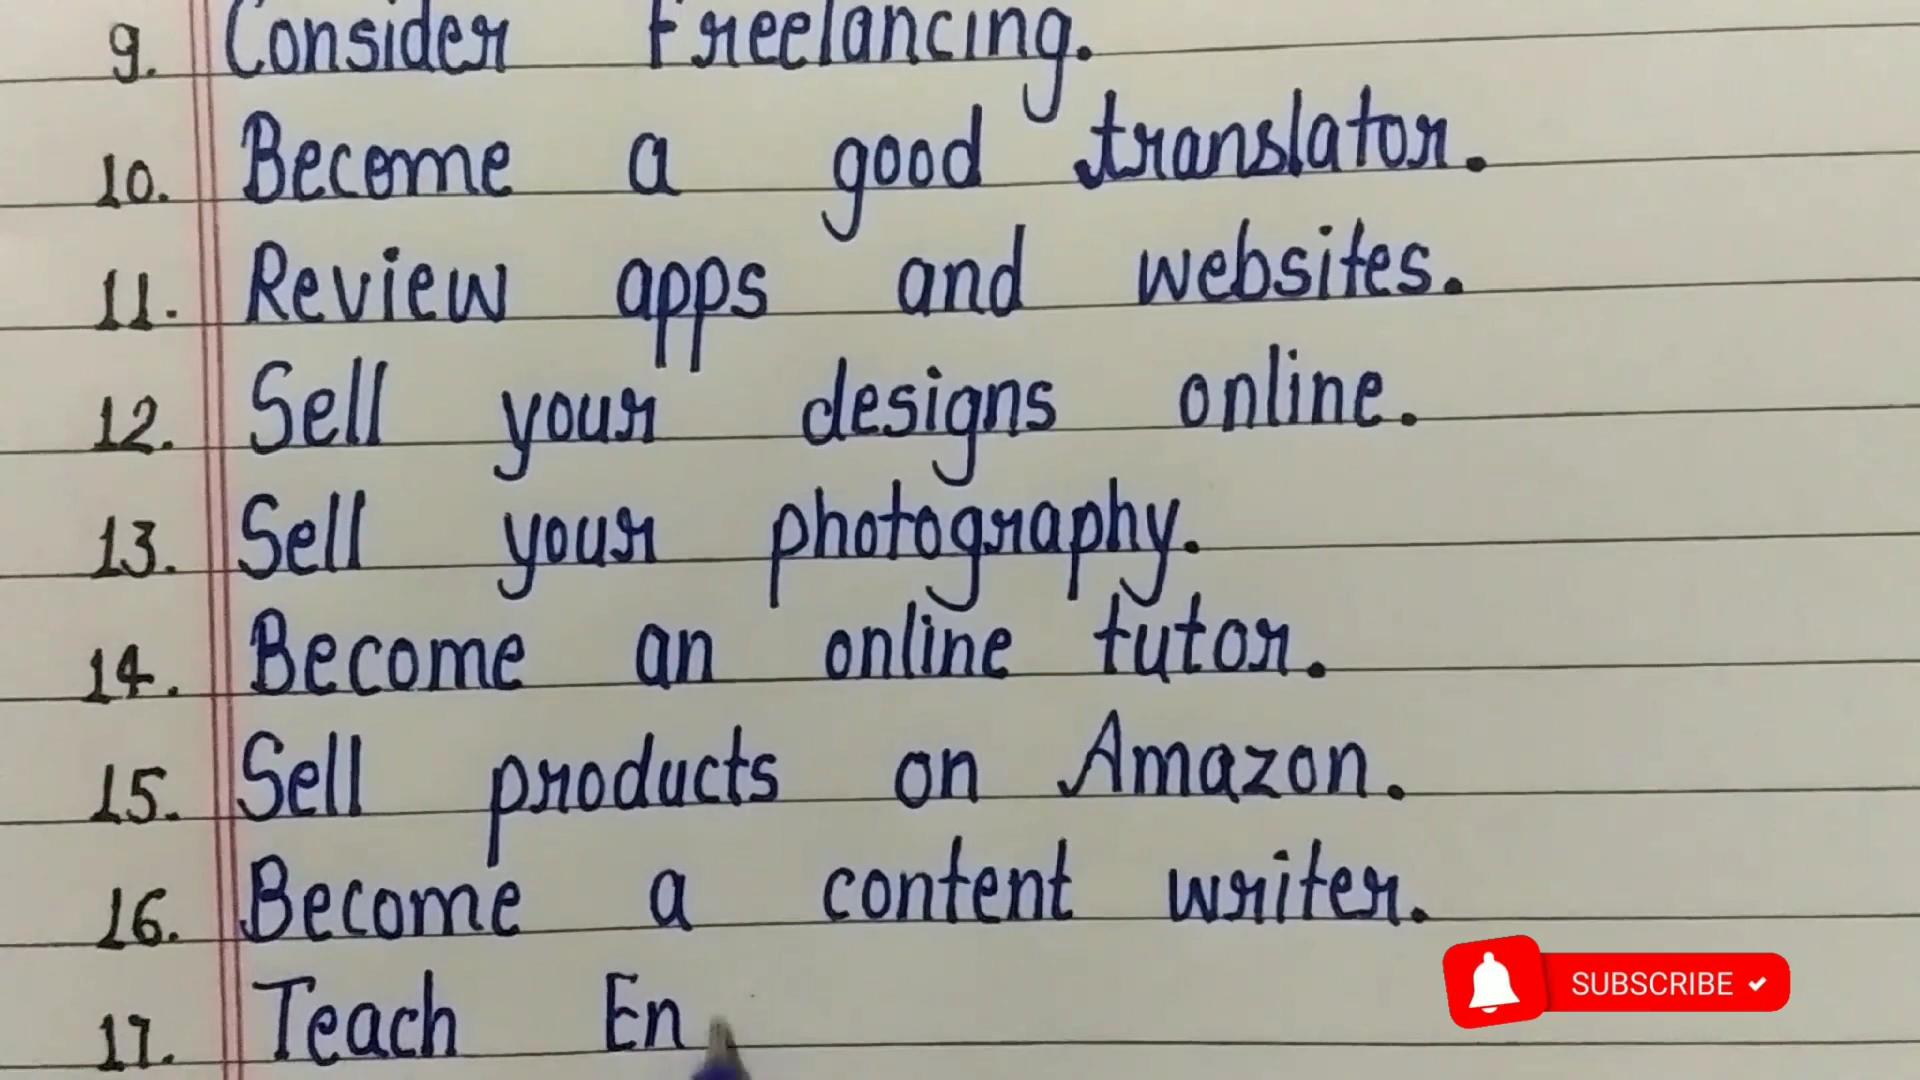 9. Consider Freelancing.
10. Become a good translator.
11. Review apps and websites.
12. Sell your designs online.
13. Sell your photography.
14. Become an online tutor.
15. Sell products on Amazon.
16. Become a content writer.
SUBSCRIBE
17. Teach En